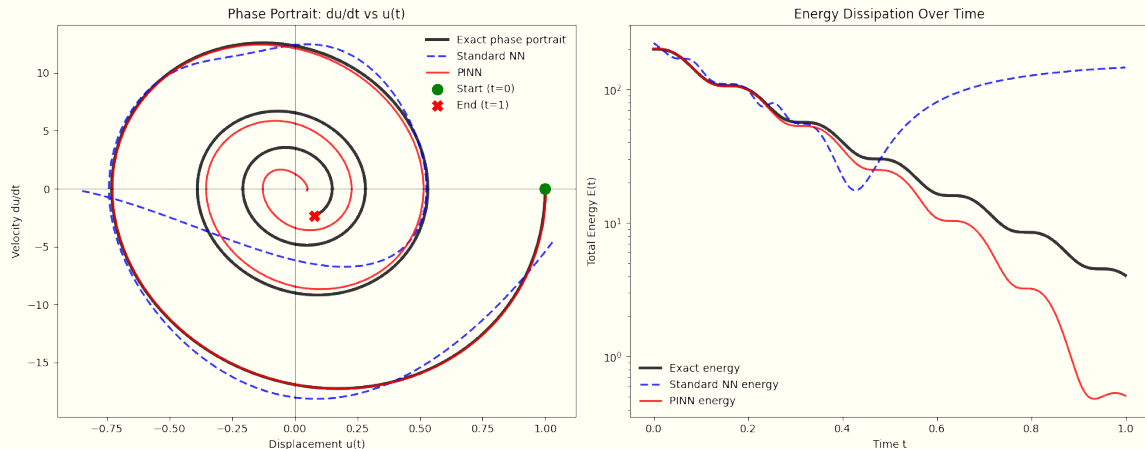 Phase Portrait: du/dt vs u(t)
Velocity du/dt
10
5
0
−5
−10
−15
Exact phase portrait
Standard NN
PINN
Start (t=0)
End (t=1)
−0.75
−0.50
−0.25
0.00
0.25
0.50
0.75
1.00
Displacement u(t)
Energy Dissipation Over Time
Total Energy E(t)
10²
10¹
10⁰
Exact energy
Standard NN energy
PINN energy
0.0
0.2
0.4
0.6
0.8
1.0
Time t